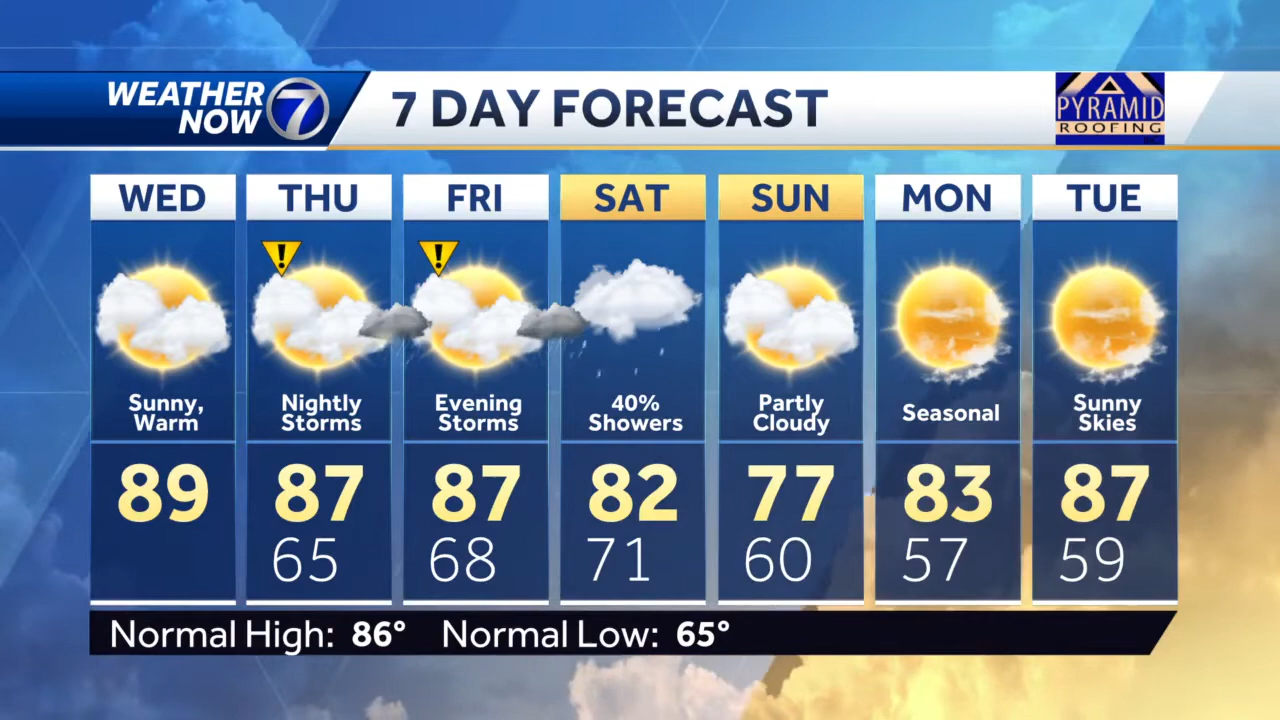 WEATHER
NOW 7
7 DAY FORECAST
PYRAMID
ROOFING
WED THU FRI SAT SUN MON TUE
! !
Sunny, Warm
Nightly Storms
Evening Storms
40% Showers
Partly Cloudy
Seasonal
Sunny Skies
89 87 87 82 77 83 87
65 68 71 60 57 59
Normal High: 86° Normal Low: 65°